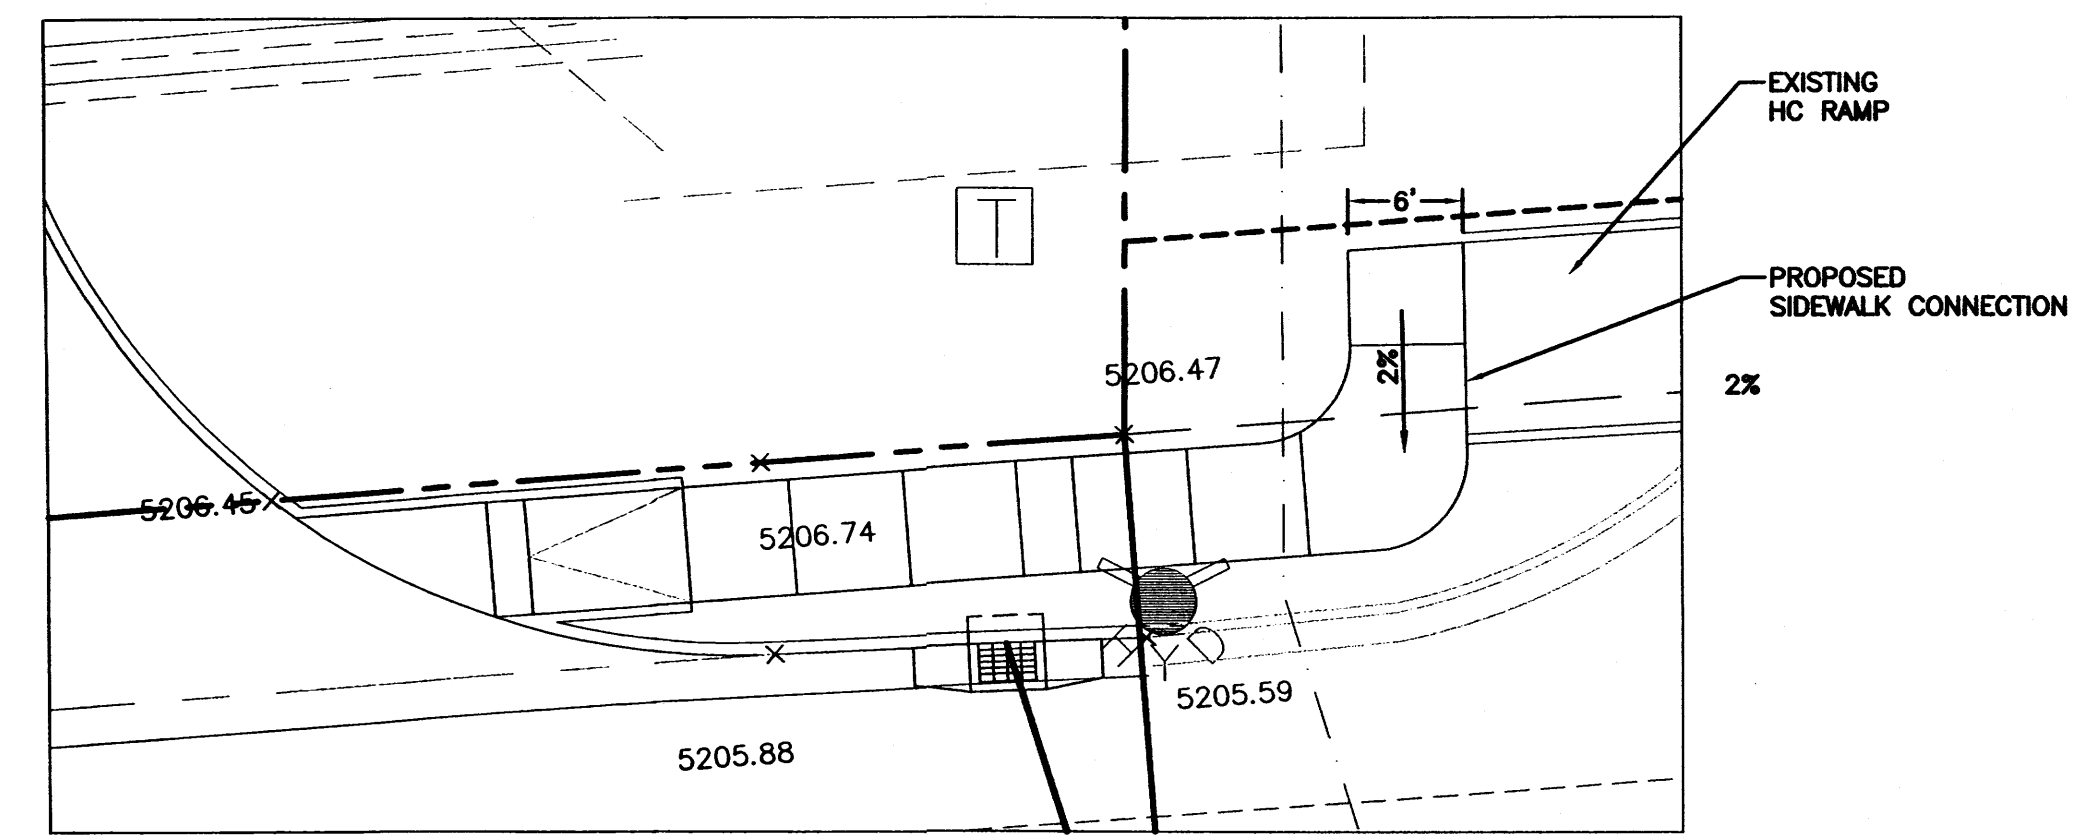 EXISTING
HC RAMP
6'
T
PROPOSED
SIDEWALK CONNECTION
5206.47
2%
2%
5206.45
5206.74
5205.59
5205.88